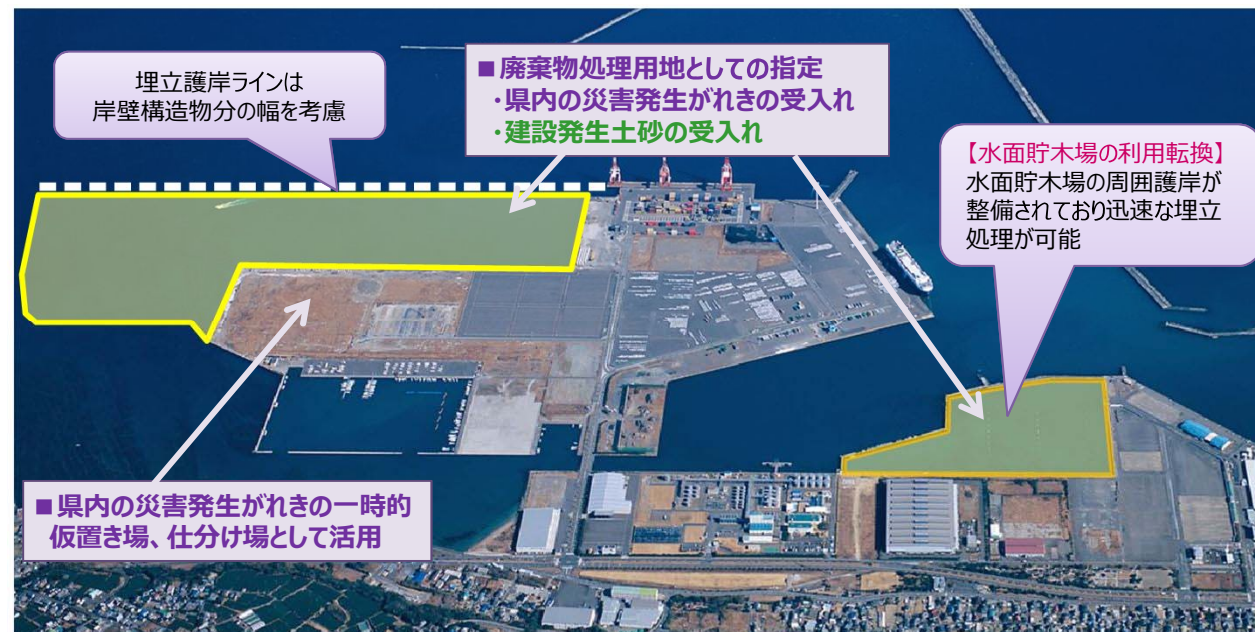 埋立護岸ラインは
岸壁構造物分の幅を考慮
■廃棄物処理用地としての指定
・県内の災害発生がれきの受入れ
・建設発生土砂の受入れ
【水面貯木場の利用転換】
水面貯木場の周囲護岸が
整備されており迅速な埋立
処理が可能
■県内の災害発生がれきの一時的
仮置き場、仕分け場として活用